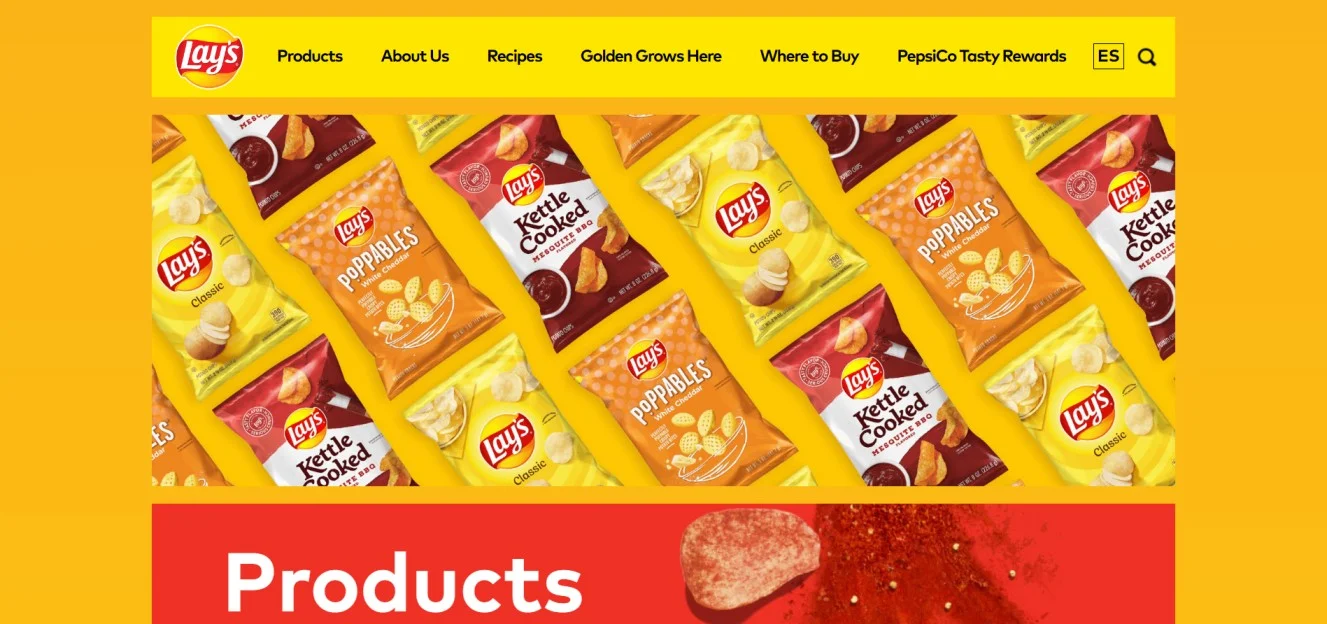 Lay's
Products
About Us
Recipes
Golden Grows Here
Where to Buy
PepsiCo Tasty Rewards
ES
Lay's
Classic
Lay's
POPPABLES
White Cheddar
Lay's
Kettle
Cooked
MESQUITE BBQ
FLAVORED
Lay's
Classic
Lay's
POPPABLES
White Cheddar
Lay's
Kettle
Lay's
Kettle
Cooked
Lay's
Classic
Lay's
POPPABLES
White Cheddar
Lay's
Kettle
Cooked
MESQUITE BBQ
FLAVORED
Lay's
Classic
Products